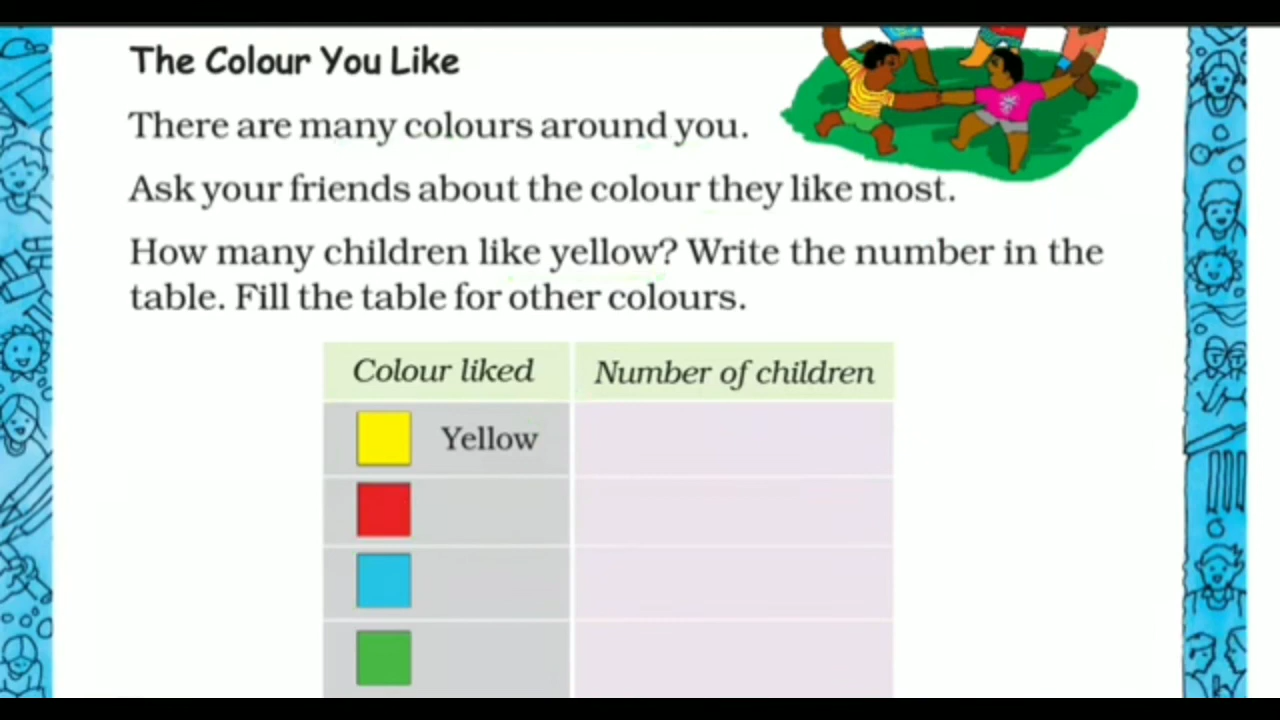 The Colour You Like
There are many colours around you.
Ask your friends about the colour they like most.
How many children like yellow? Write the number in the
table. Fill the table for other colours.
Colour liked Number of children
Yellow